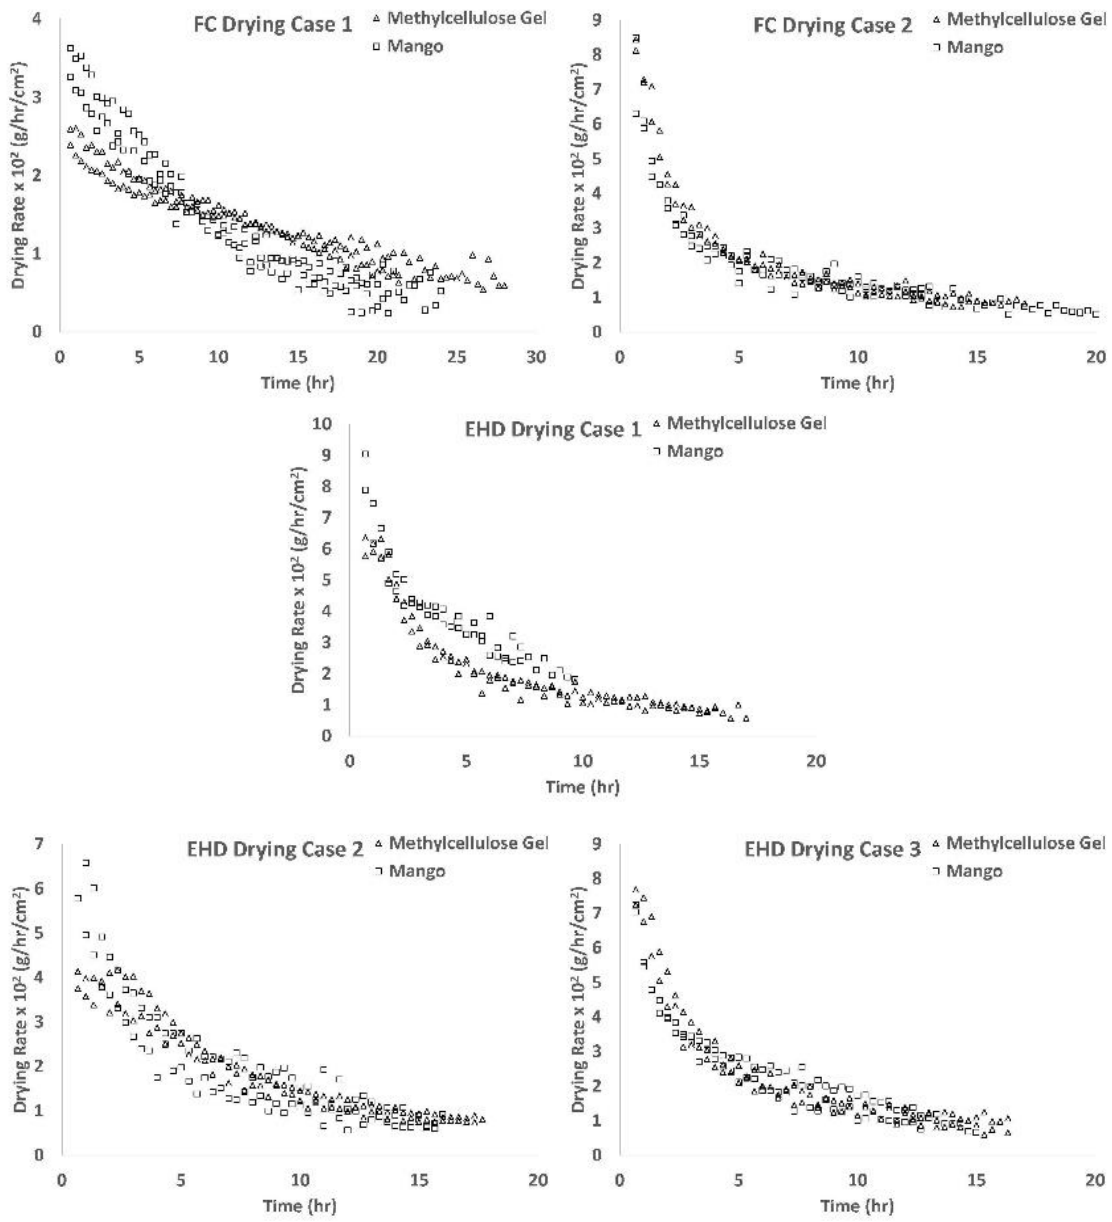 FC Drying Case 1
△ Methylcellulose Gel
□ Mango
4
3
2
1
0
Drying Rate x 10² (g/hr/cm²)
0 5 10 15 20 25 30
Time (hr)
FC Drying Case 2
△ Methylcellulose Gel
□ Mango
9
8
7
6
5
4
3
2
1
0
Drying Rate x 10² (g/hr/cm²)
0 5 10 15 20
Time (hr)
EHD Drying Case 1
△ Methylcellulose Gel
□ Mango
10
9
8
7
6
5
4
3
2
1
0
Drying Rate x 10² (g/hr/cm²)
0 5 10 15 20
Time (hr)
EHD Drying Case 2
△ Methylcellulose Gel
□ Mango
7
6
5
4
3
2
1
0
Drying Rate x 10² (g/hr/cm²)
0 5 10 15 20
Time (hr)
EHD Drying Case 3
△ Methylcellulose Gel
□ Mango
9
8
7
6
5
4
3
2
1
0
Drying Rate x 10² (g/hr/cm²)
0 5 10 15 20
Time (hr)